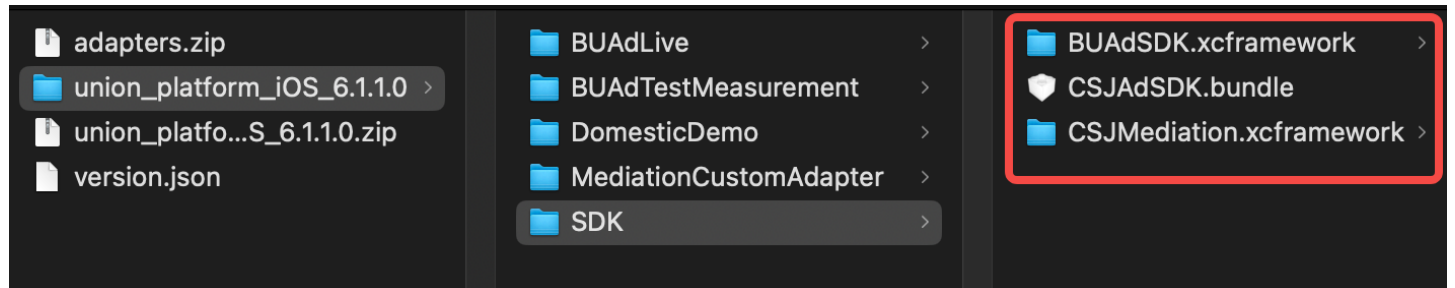 adapters.zip
union_platform_iOS_6.1.1.0
union_platfo...S_6.1.1.0.zip
version.json
BUAdLive
BUAdTestMeasurement
DomesticDemo
MediationCustomAdapter
SDK
BUAdSDK.xcframework
CSJAdSDK.bundle
CSJMediation.xcframework